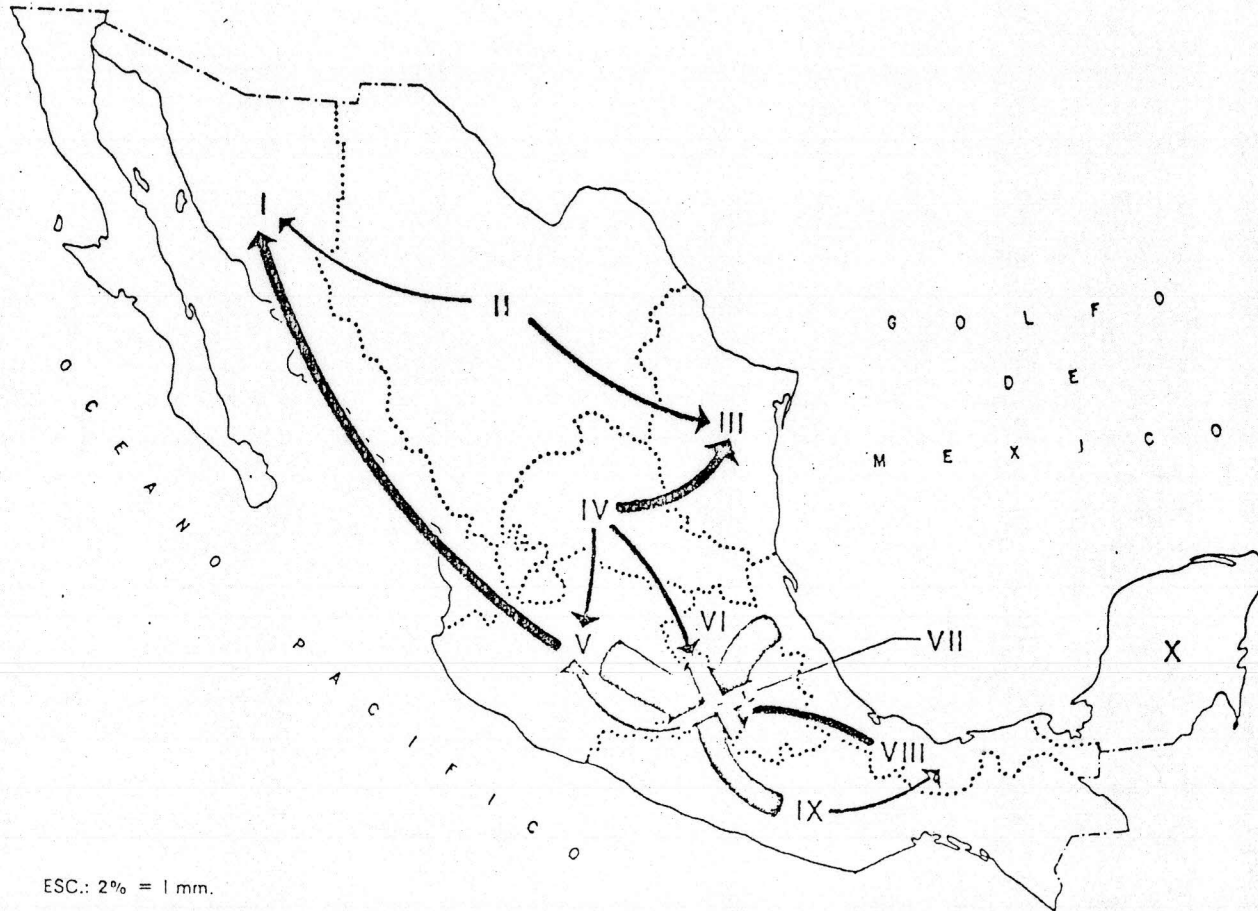 I
II
III
IV
V
VI
VII
VIII
IX
X
GOLFO
DE
MEXICO
OCEANO PACIFICO
ESC.: 2% = 1 mm.